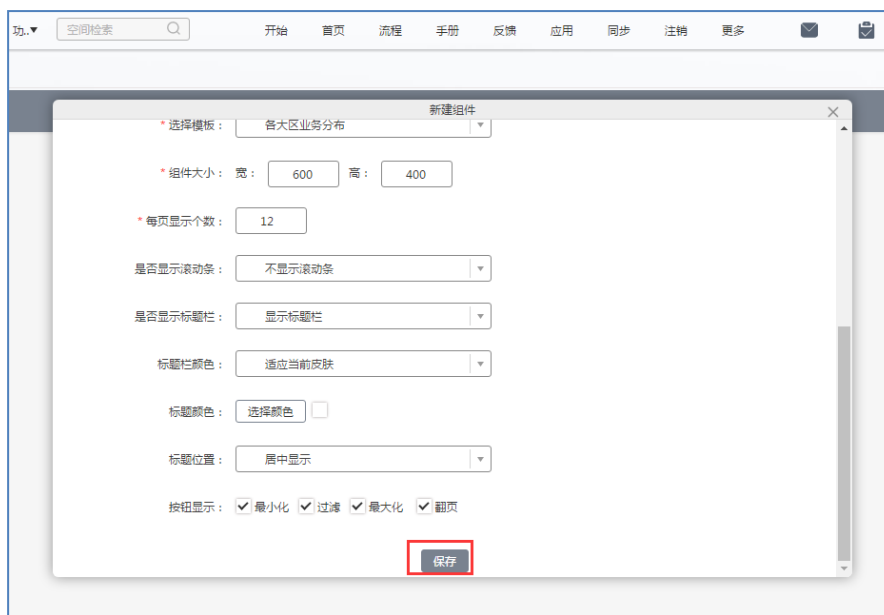 功..▼ 空间检索 开始 首页 流程 手册 反馈 应用 同步 注销 更多
新建组件
* 选择模板： 各大区业务分布
* 组件大小： 宽： 600 高： 400
* 每页显示个数： 12
是否显示滚动条： 不显示滚动条
是否显示标题栏： 显示标题栏
标题栏颜色： 适应当前皮肤
标题颜色： 选择颜色
标题位置： 居中显示
按钮显示： 最小化 过滤 最大化 翻页
保存